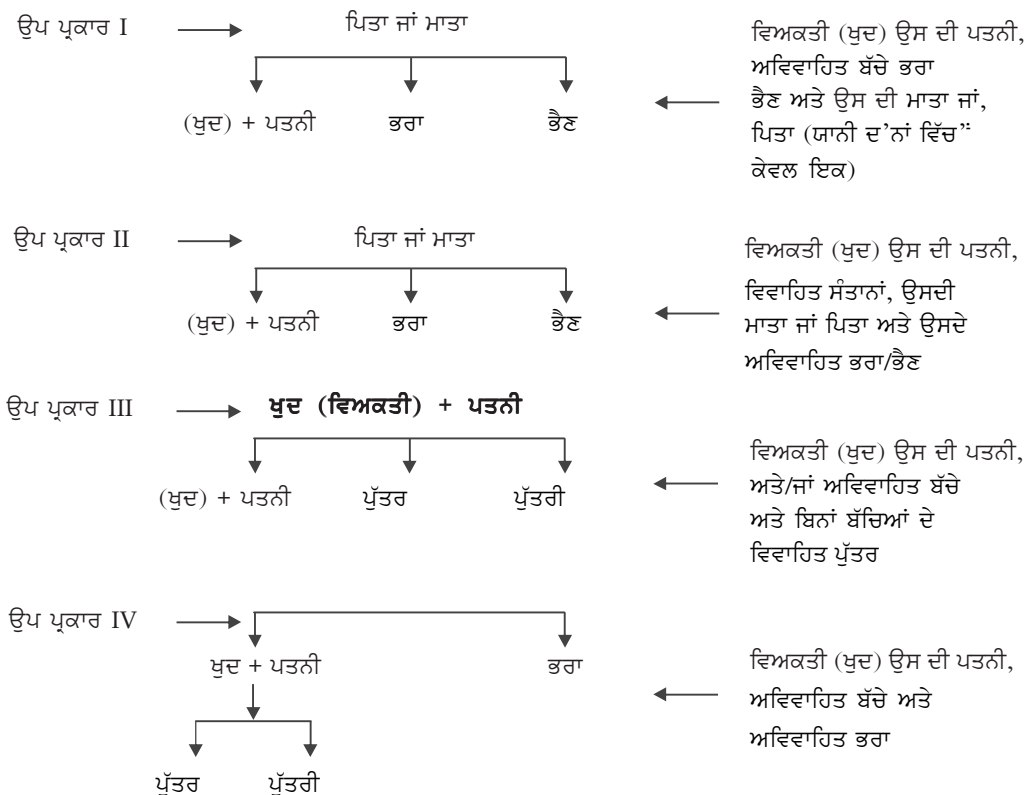 ਉਪ ਪ੍ਰਕਾਰ I
ਪਿਤਾ ਜਾਂ ਮਾਤਾ
(ਖੁਦ) + ਪਤਨੀ ਭਰਾ ਭੈਣ
ਵਿਅਕਤੀ (ਖੁਦ) ਉਸ ਦੀ ਪਤਨੀ,
ਅਵਿਵਾਹਿਤ ਬੱਚੇ ਭਰਾ
ਭੈਣ ਅਤੇ ਉਸ ਦੀ ਮਾਤਾ ਜਾਂ,
ਪਿਤਾ (ਯਾਨੀ ਦ’ਨਾਂ ਵਿੱਚ”
ਕੇਵਲ ਇਕ)
ਉਪ ਪ੍ਰਕਾਰ II
ਪਿਤਾ ਜਾਂ ਮਾਤਾ
(ਖੁਦ) + ਪਤਨੀ ਭਰਾ ਭੈਣ
ਵਿਅਕਤੀ (ਖੁਦ) ਉਸ ਦੀ ਪਤਨੀ,
ਵਿਵਾਹਿਤ ਸੰਤਾਨਾਂ, ਉਸਦੀ
ਮਾਤਾ ਜਾਂ ਪਿਤਾ ਅਤੇ ਉਸਦੇ
ਅਵਿਵਾਹਿਤ ਭਰਾ/ਭੈਣ
ਉਪ ਪ੍ਰਕਾਰ III
ਖੁਦ (ਵਿਅਕਤੀ) + ਪਤਨੀ
(ਖੁਦ) + ਪਤਨੀ ਪੁੱਤਰ ਪੁੱਤਰੀ
ਵਿਅਕਤੀ (ਖੁਦ) ਉਸ ਦੀ ਪਤਨੀ,
ਅਤੇ/ਜਾਂ ਅਵਿਵਾਹਿਤ ਬੱਚੇ
ਅਤੇ ਬਿਨਾਂ ਬੱਚਿਆਂ ਦੇ
ਵਿਵਾਹਿਤ ਪੁੱਤਰ
ਉਪ ਪ੍ਰਕਾਰ IV
ਖੁਦ + ਪਤਨੀ ਭਰਾ
ਪੁੱਤਰ ਪੁੱਤਰੀ
ਵਿਅਕਤੀ (ਖੁਦ) ਉਸ ਦੀ ਪਤਨੀ,
ਅਵਿਵਾਹਿਤ ਬੱਚੇ ਅਤੇ
ਅਵਿਵਾਹਿਤ ਭਰਾ